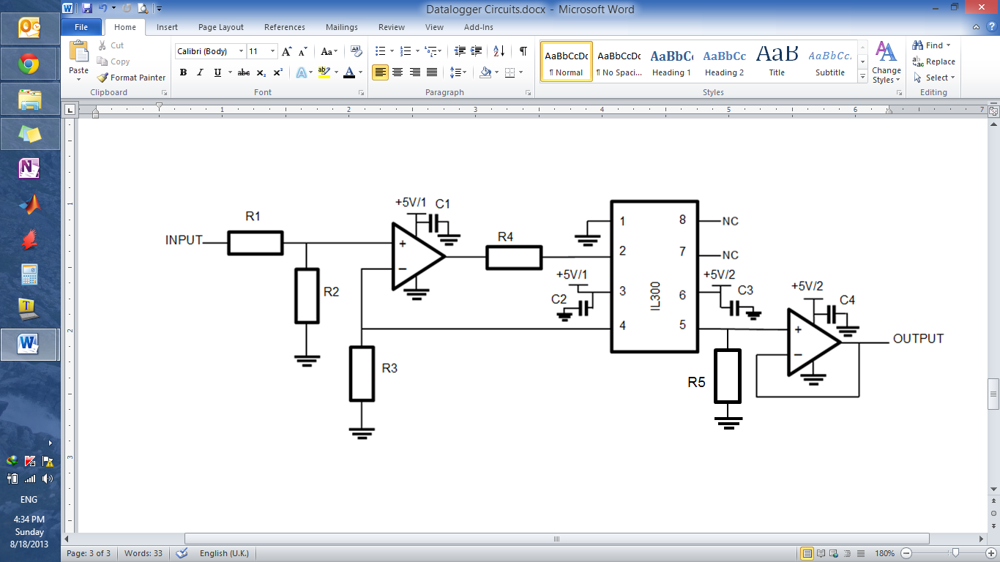 Datalogger Circuits.docx - Microsoft Word
File Home Insert Page Layout References Mailings Review View Add-Ins
Paste
Cut
Copy
Format Painter
Clipboard
Calibri (Body) 11
Font
Paragraph
AaBbCcDc AaBbCcDc AaBbCc AaBbCc AaB AaBbCc.
¶ Normal ¶ No Spaci... Heading 1 Heading 2 Title Subtitle
Change Styles
Styles
Find
Replace
Select
Editing
1 2 3 4 5 6 7
1
2
3
INPUT
R1
R2
R3
+5V/1 C1
+
−
R4
+5V/1
C2
1 8 NC
2 7 NC
3 6
4 5
IL300
+5V/2
C3
R5
+5V/2
C4
+
−
OUTPUT
ENG
4:34 PM
Sunday
8/18/2013
Page: 3 of 3 Words: 33 English (U.K.) 180%